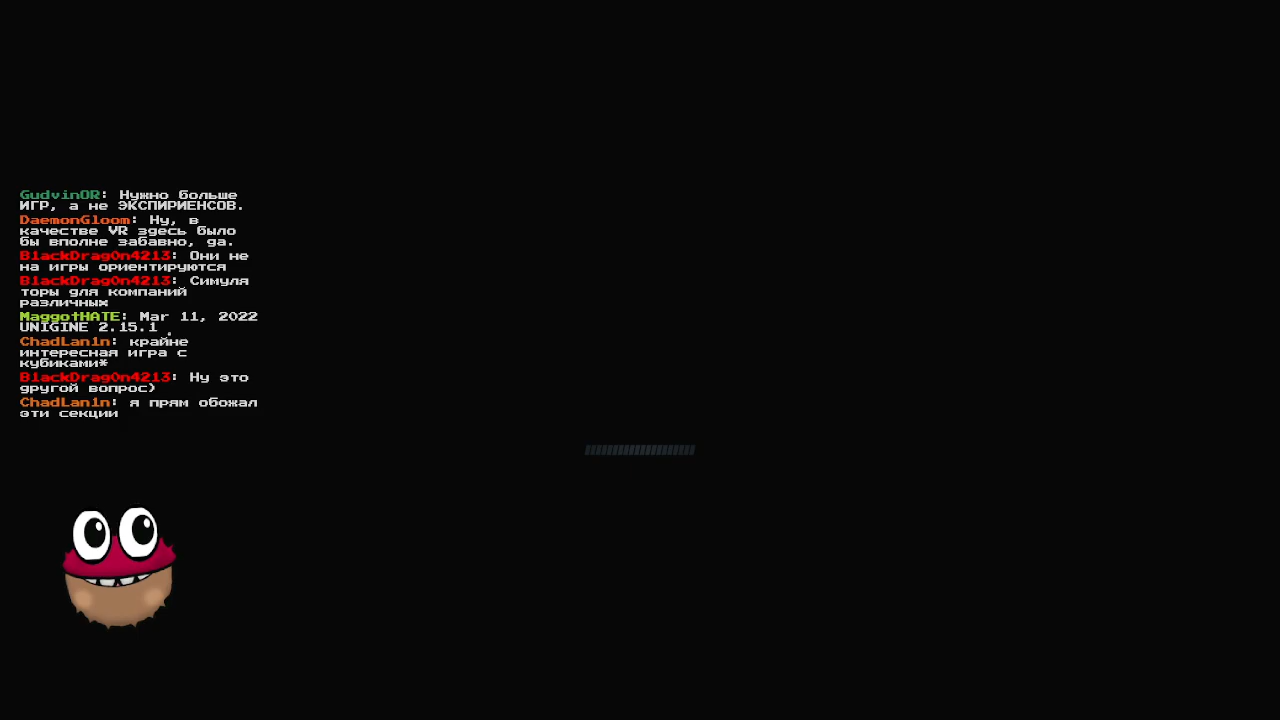 GudvinOR: Нужно больше
ИГР, а не ЭКСПИРИЕНСОВ.
DaemonGloom: Ну, в
качестве VR здесь было
бы вполне забавно, да.
BlackDrag0n4213: Они не
на игры ориентируются
BlackDrag0n4213: Симуля
торы для компаний
различных
MaggotHATE: Mar 11, 2022
UNIGINE 2.15.1
ChadLan1n: крайне
интересная игра с
кубиками*
BlackDrag0n4213: Ну это
другой вопрос)
ChadLan1n: я прям обожал
эти секции